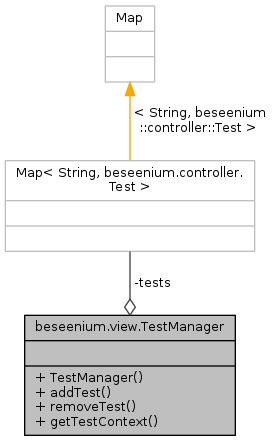 Map
< String, beseenium
::controller::Test >
Map< String, beseenium.controller.
Test >
-tests
beseenium.view.TestManager
+ TestManager()
+ addTest()
+ removeTest()
+ getTestContext()